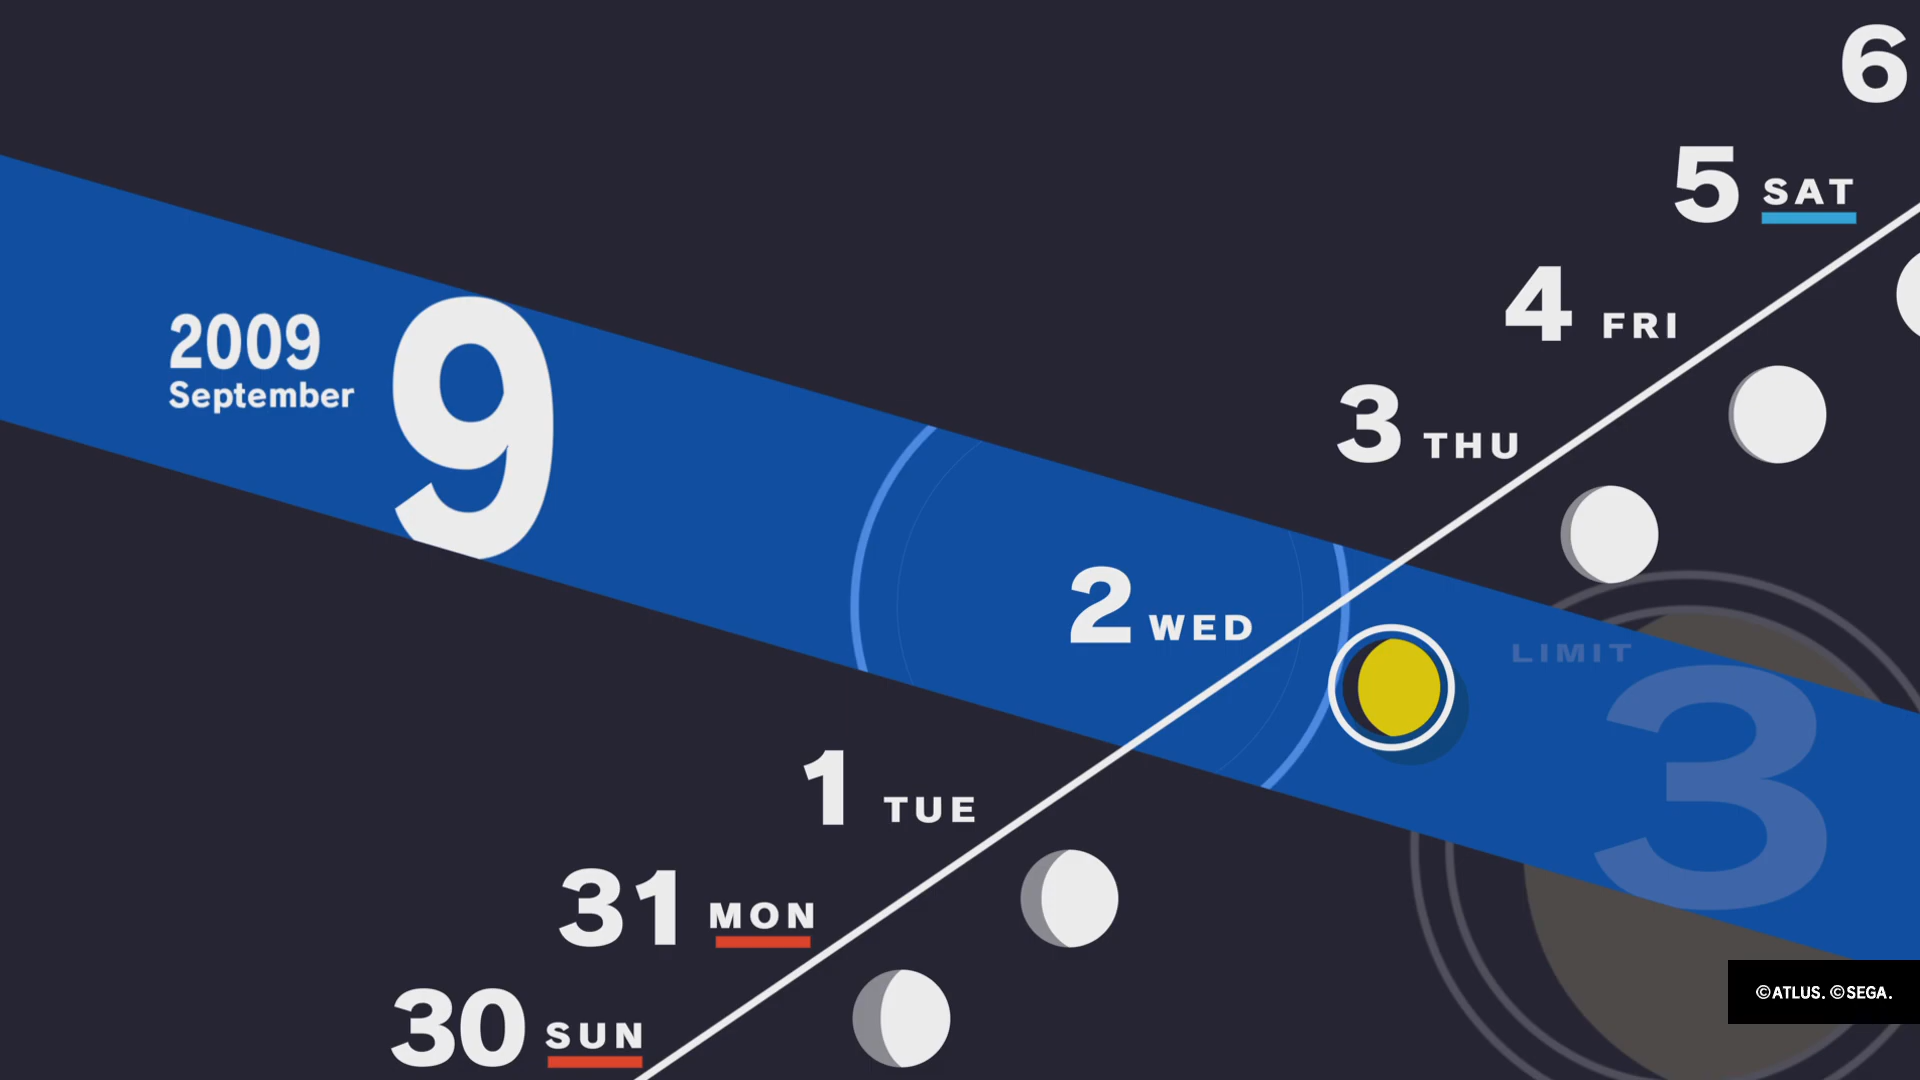 6
5 SAT
4 FRI
3 THU
2009
September
9
2 WED
LIMIT
3
1 TUE
31 MON
30 SUN
©ATLUS. ©SEGA.